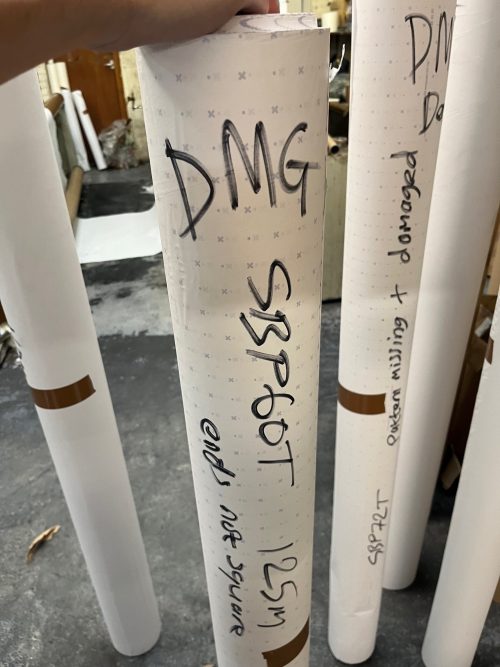 DMG
SBP60T 125M
ends not square
DM
Da
pattern missing + damaged
SBP72T